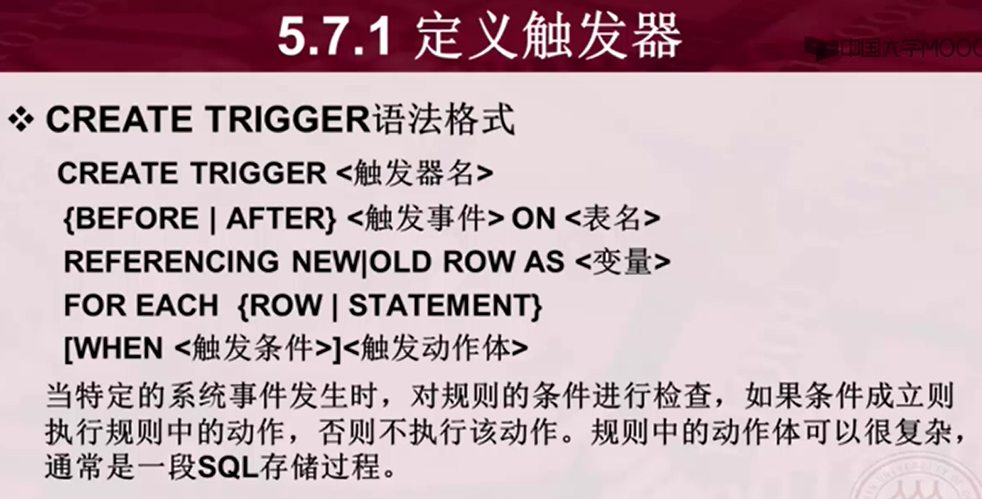 5.7.1 定义触发器
中国大学MOOC
❖ CREATE TRIGGER语法格式
CREATE TRIGGER <触发器名>
{BEFORE | AFTER} <触发事件> ON <表名>
REFERENCING NEW|OLD ROW AS <变量>
FOR EACH {ROW | STATEMENT}
[WHEN <触发条件>]<触发动作体>
当特定的系统事件发生时，对规则的条件进行检查，如果条件成立则
执行规则中的动作，否则不执行该动作。规则中的动作体可以很复杂，
通常是一段SQL存储过程。